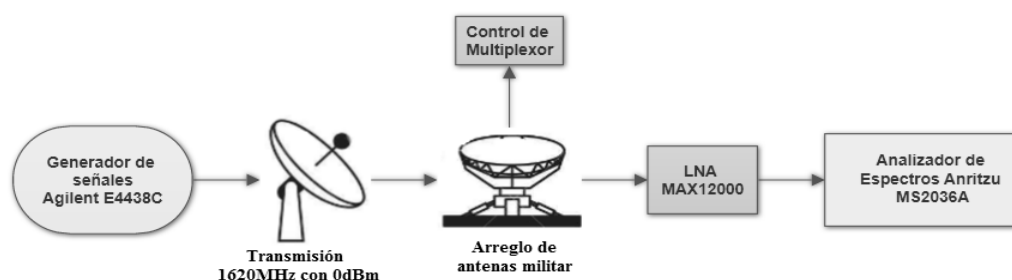 Control de
Multiplexor
Generador de
señales
Agilent E4438C
Transmisión
1620MHz con 0dBm
Arreglo de
antenas militar
LNA
MAX12000
Analizador de
Espectros Anritzu
MS2036A